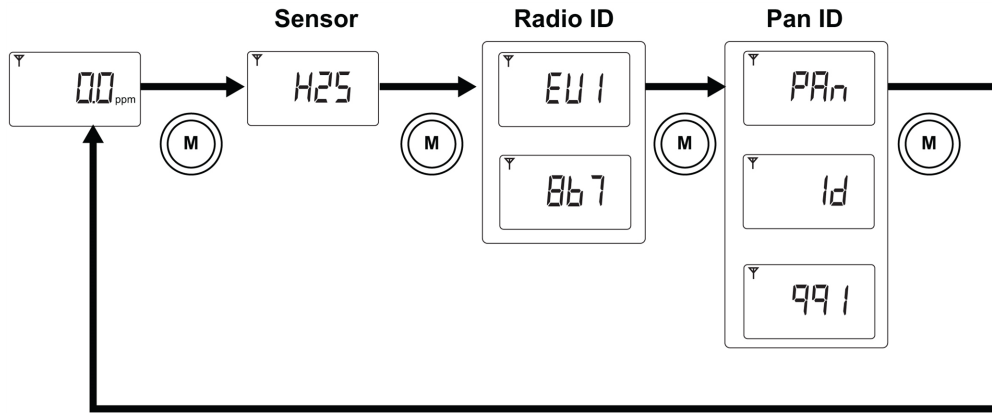 Sensor
Radio ID
Pan ID
0.0 ppm
H2S
EU1
PAn
M
M
M
M
8b7
Id
991